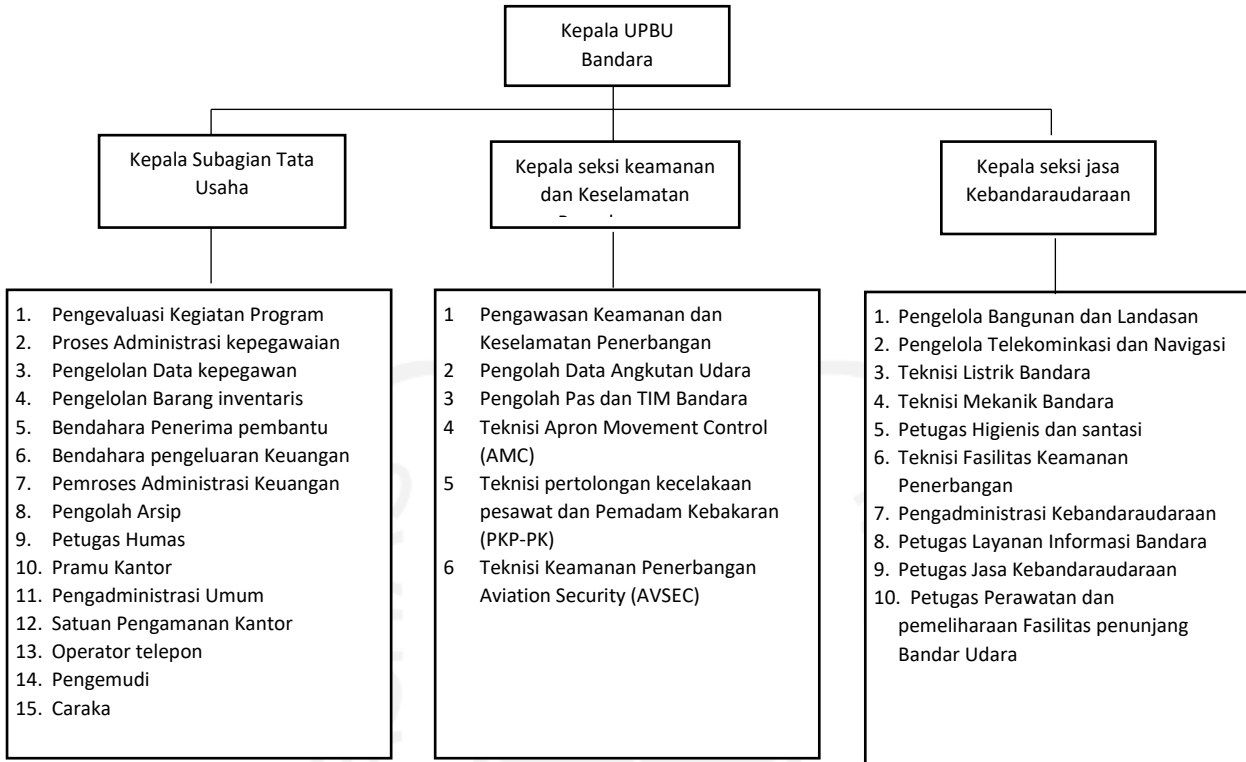 Kepala UPBU
Bandara
Kepala Subagian Tata
Usaha
Kepala seksi keamanan
dan Keselamatan
Kepala seksi jasa
Kebandaraudaraan
1. Pengevaluasi Kegiatan Program
2. Proses Administrasi kepegawaian
3. Pengelolan Data kepegawan
4. Pengelolan Barang inventaris
5. Bendahara Penerima pembantu
6. Bendahara pengeluaran Keuangan
7. Pemroses Administrasi Keuangan
8. Pengolah Arsip
9. Petugas Humas
10. Pramu Kantor
11. Pengadministrasi Umum
12. Satuan Pengamanan Kantor
13. Operator telepon
14. Pengemudi
15. Caraka
1 Pengawasan Keamanan dan
Keselamatan Penerbangan
2 Pengolah Data Angkutan Udara
3 Pengolah Pas dan TIM Bandara
4 Teknisi Apron Movement Control
(AMC)
5 Teknisi pertolongan kecelakaan
pesawat dan Pemadam Kebakaran
(PKP-PK)
6 Teknisi Keamanan Penerbangan
Aviation Security (AVSEC)
1. Pengelola Bangunan dan Landasan
2. Pengelola Telekominkasi dan Navigasi
3. Teknisi Listrik Bandara
4. Teknisi Mekanik Bandara
5. Petugas Higienis dan santasi
6. Teknisi Fasilitas Keamanan
Penerbangan
7. Pengadministrasi Kebandaraudaraan
8. Petugas Layanan Informasi Bandara
9. Petugas Jasa Kebandaraudaraan
10. Petugas Perawatan dan
pemeliharaan Fasilitas penunjang
Bandar Udara